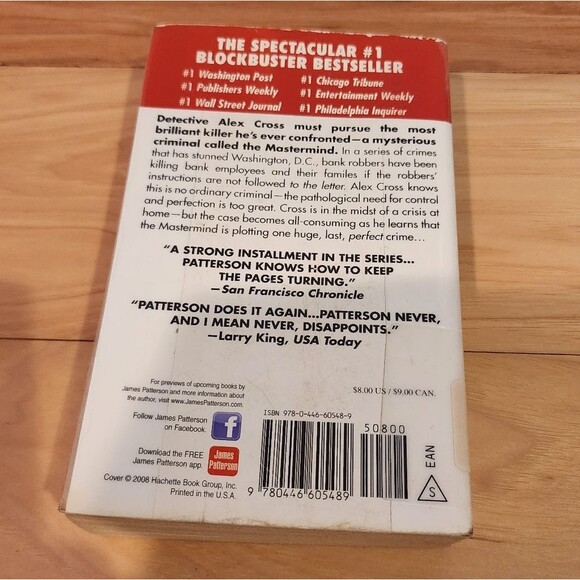 THE SPECTACULAR #1
BLOCKBUSTER BESTSELLER
#1 Washington Post #1 Chicago Tribune
#1 Publishers Weekly #1 Entertainment Weekly
#1 Wall Street Journal #1 Philadelphia Inquirer
Detective Alex Cross must pursue the most
brilliant killer he's ever confronted—a mysterious
criminal called the Mastermind. In a series of crimes
that has stunned Washington, D.C., bank robbers have been
killing bank employees and their familes if the robbers'
instructions are not followed to the letter. Alex Cross knows
this is no ordinary criminal—the pathological need for control
and perfection is too great. Cross is in the midst of a crisis at
home—but the case becomes all-consuming as he learns that
the Mastermind is plotting one huge, last, perfect crime...
"A STRONG INSTALLMENT IN THE SERIES...
PATTERSON KNOWS HOW TO KEEP
THE PAGES TURNING."
—San Francisco Chronicle
"PATTERSON DOES IT AGAIN...PATTERSON NEVER,
AND I MEAN NEVER, DISAPPOINTS."
—Larry King, USA Today
For previews of upcoming books by
James Patterson and more information about
the author, visit www.JamesPatterson.com.
Follow James Patterson
on Facebook.
f
Download the FREE
James Patterson app.
James
Patterson
Cover © 2008 Hachette Book Group, Inc.
Printed in the U.S.A.
$8.00 US / $9.00 CAN.
ISBN 978-0-446-60548-9
50800
9 780446 605489
EAN
S